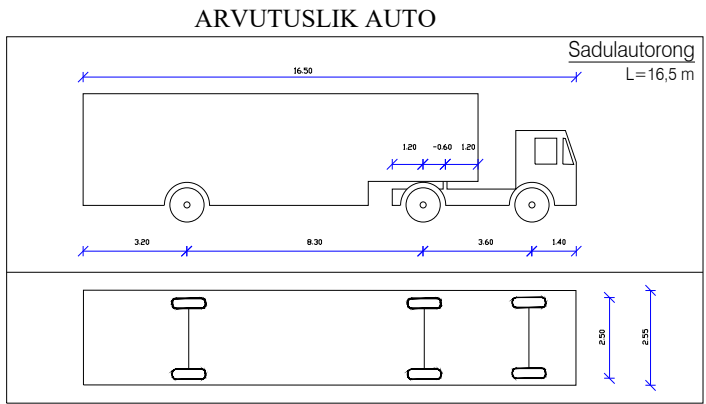 ARVUTUSLIK AUTO
Sadulautorong
L=16,5 m
16.50
1.20 -0.60 1.20
3.20 8.30 3.60 1.40
2.50 2.55